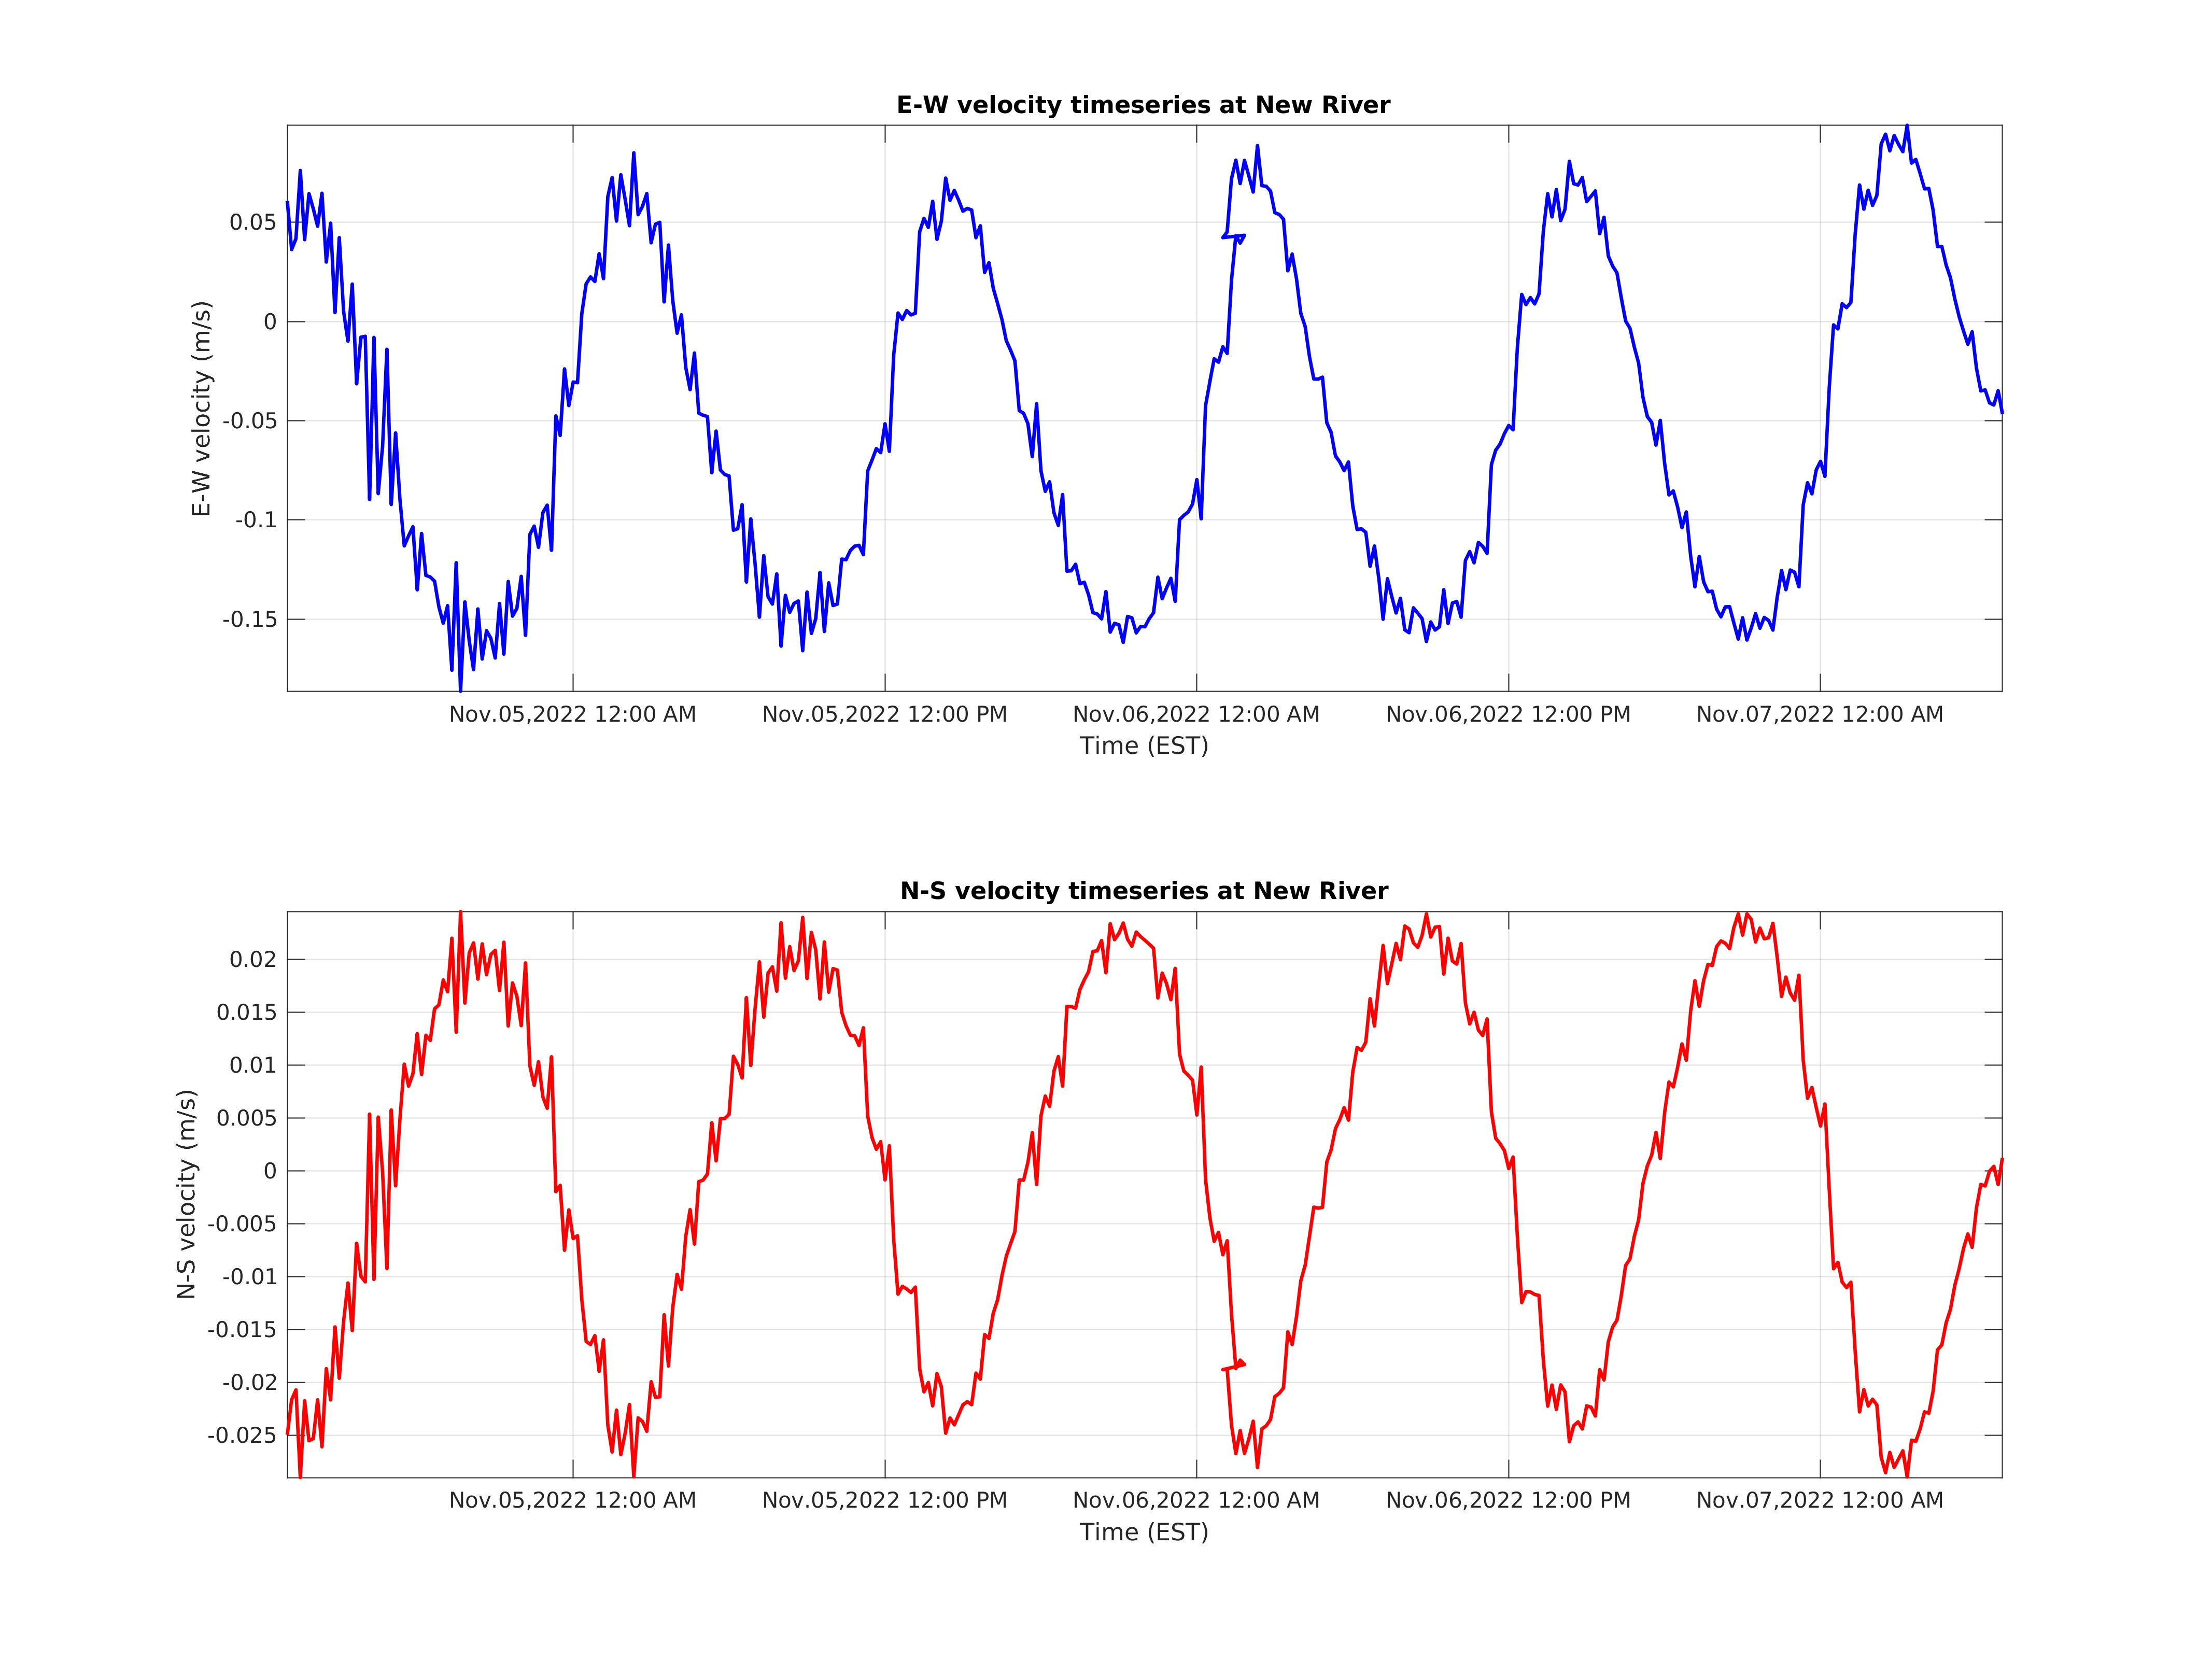 E-W velocity timeseries at New River
E-W velocity (m/s)
0.05
0
-0.05
-0.1
-0.15
Nov.05,2022 12:00 AM Nov.05,2022 12:00 PM Nov.06,2022 12:00 AM Nov.06,2022 12:00 PM Nov.07,2022 12:00 AM
Time (EST)
N-S velocity timeseries at New River
N-S velocity (m/s)
0.02
0.015
0.01
0.005
0
-0.005
-0.01
-0.015
-0.02
-0.025
Nov.05,2022 12:00 AM Nov.05,2022 12:00 PM Nov.06,2022 12:00 AM Nov.06,2022 12:00 PM Nov.07,2022 12:00 AM
Time (EST)